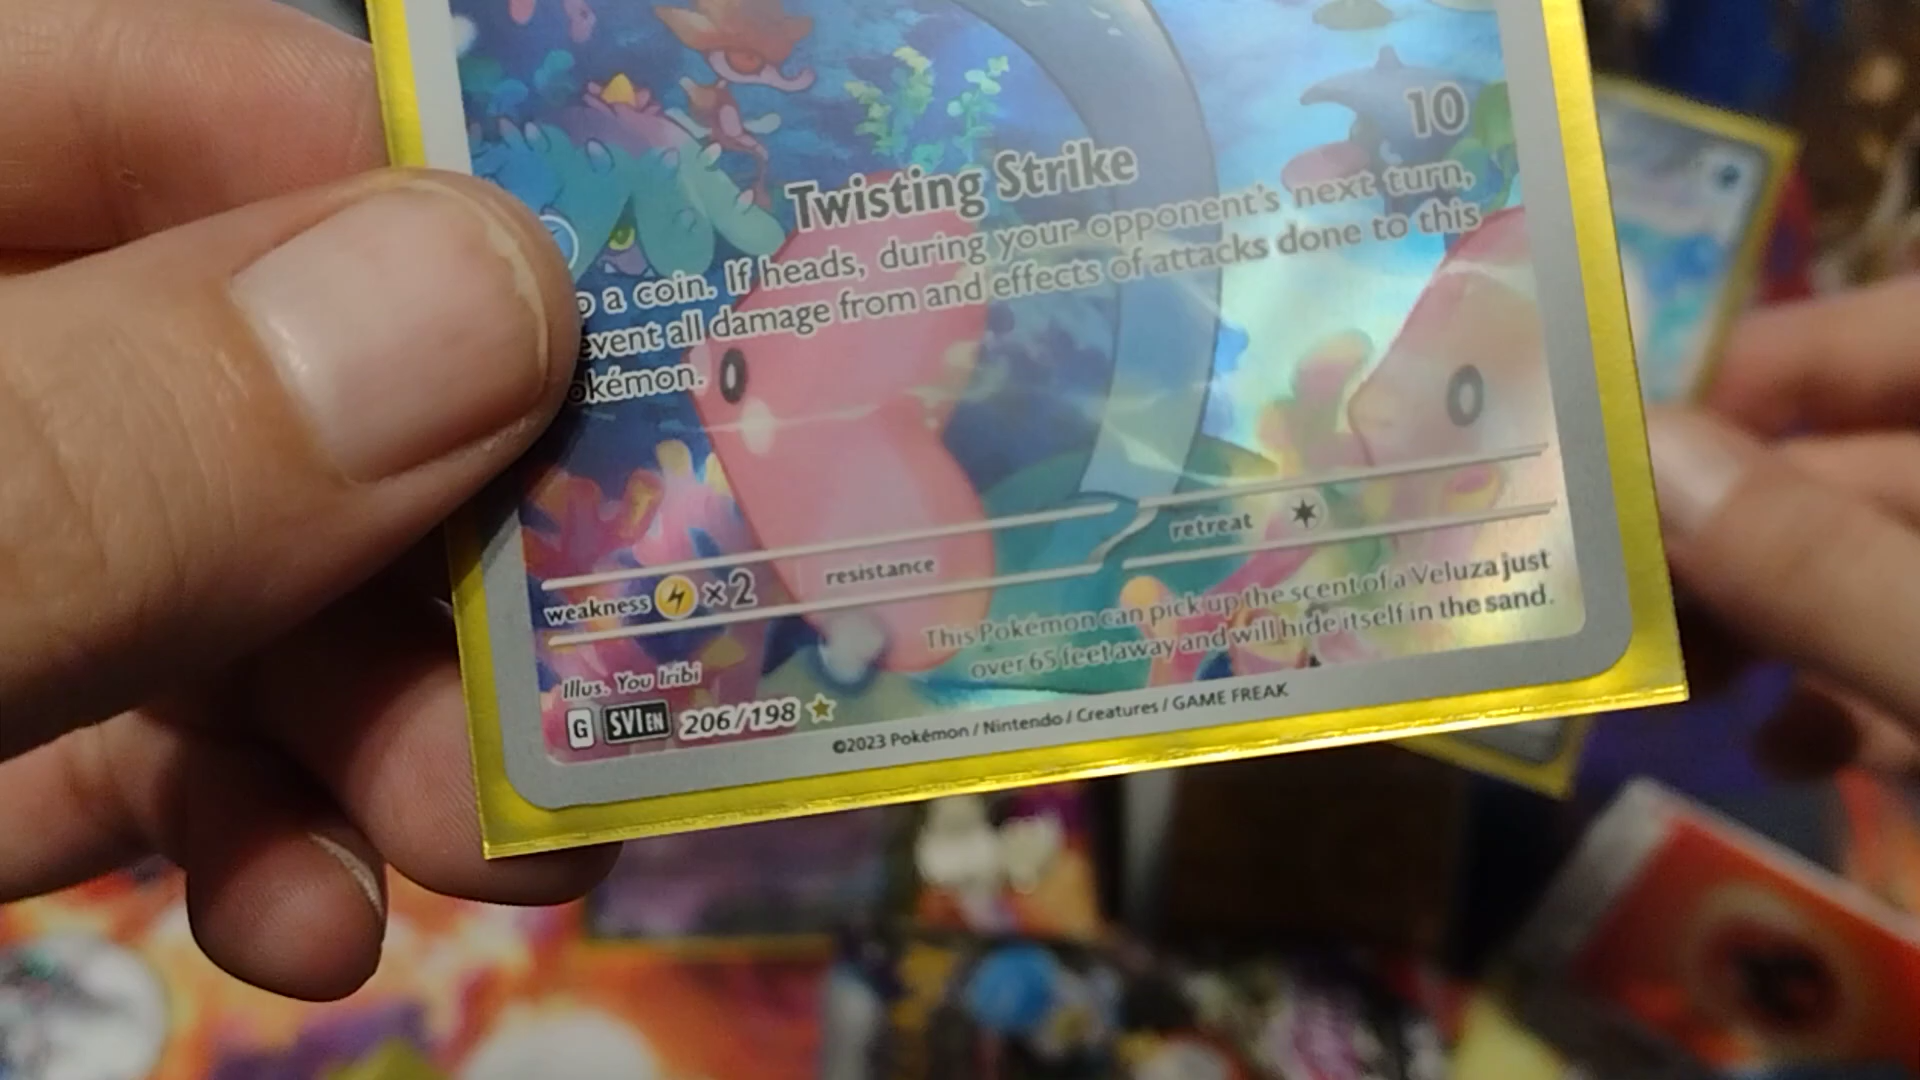 Twisting Strike 10
p a coin. If heads, during your opponent's next turn,
event all damage from and effects of attacks done to this
okémon.
weakness ×2 resistance retreat
This Pokémon can pick up the scent of a Veluza just
over 65 feet away and will hide itself in the sand.
Illus. You Iribi
G SVI EN 206/198
©2023 Pokémon / Nintendo / Creatures / GAME FREAK